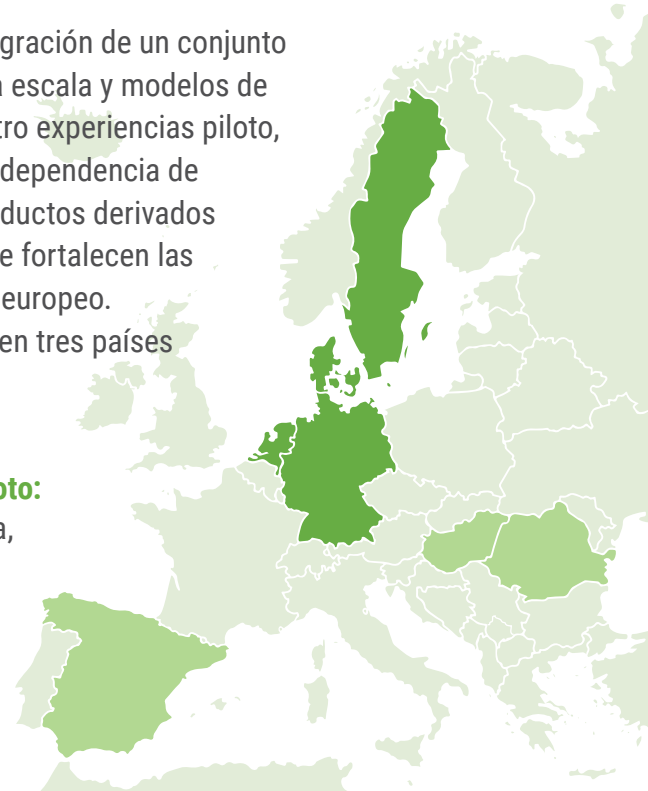 gración de un conjunto
escala y modelos de
tro experiencias piloto,
dependencia de
ductos derivados
e fortalecen las
europeo.
en tres países
oto:
a,